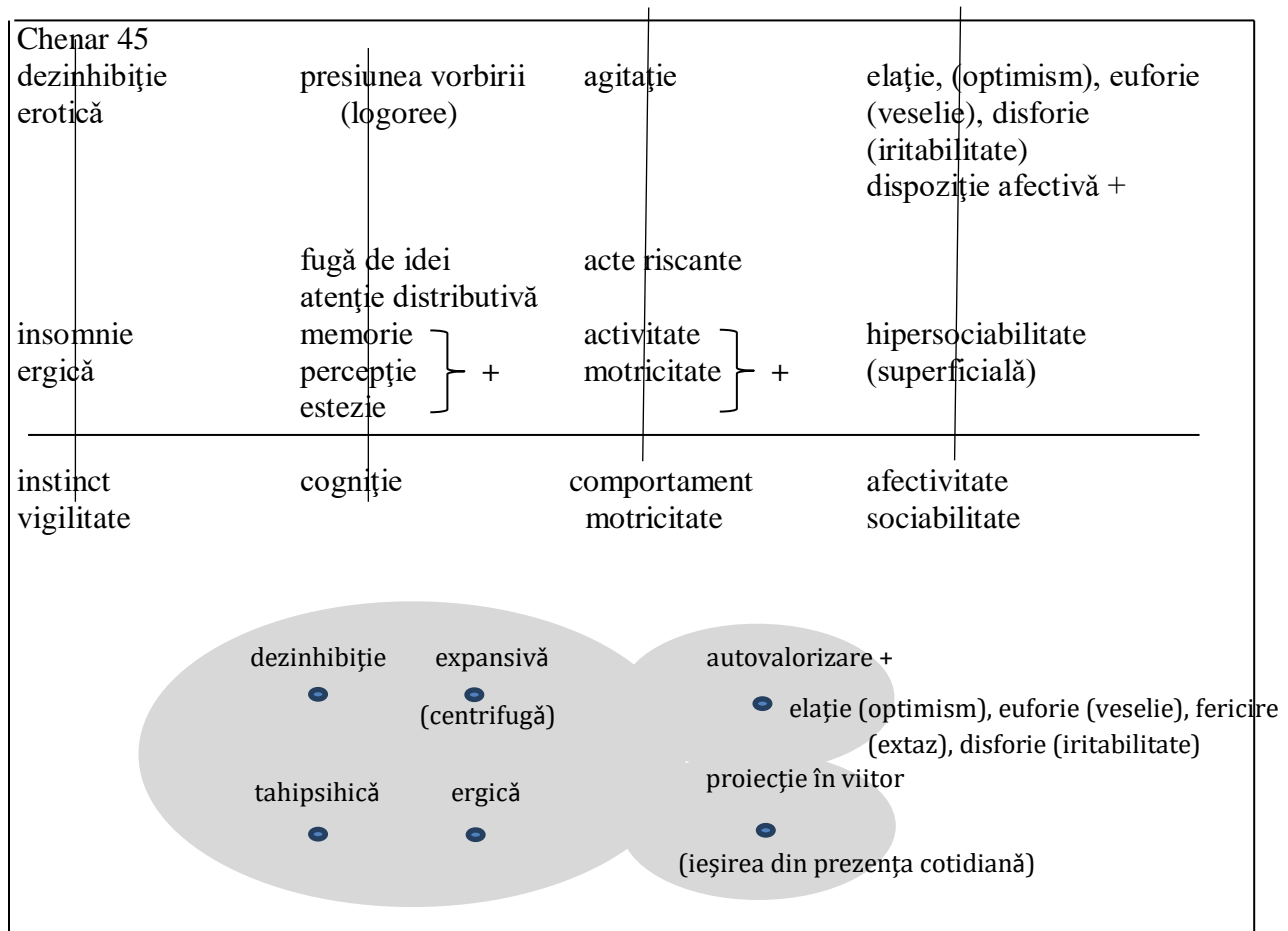 Chenar 45
dezinhibiţie presiunea vorbirii agitaţie elaţie, (optimism), euforie
erotică (logoree) (veselie), disforie
(iritabilitate)
dispoziţie afectivă +
fugă de idei acte riscante
atenţie distributivă
insomnie memorie activitate hipersociabilitate
ergică percepţie + motricitate + (superficială)
estezie
instinct cogniţie comportament afectivitate
vigilitate motricitate sociabilitate
dezinhibiţie expansivă autovalorizare +
(centrifugă) elaţie (optimism), euforie (veselie), fericire
(extaz), disforie (iritabilitate)
tahipsihică ergică proiecţie în viitor
(ieşirea din prezenţa cotidiană)